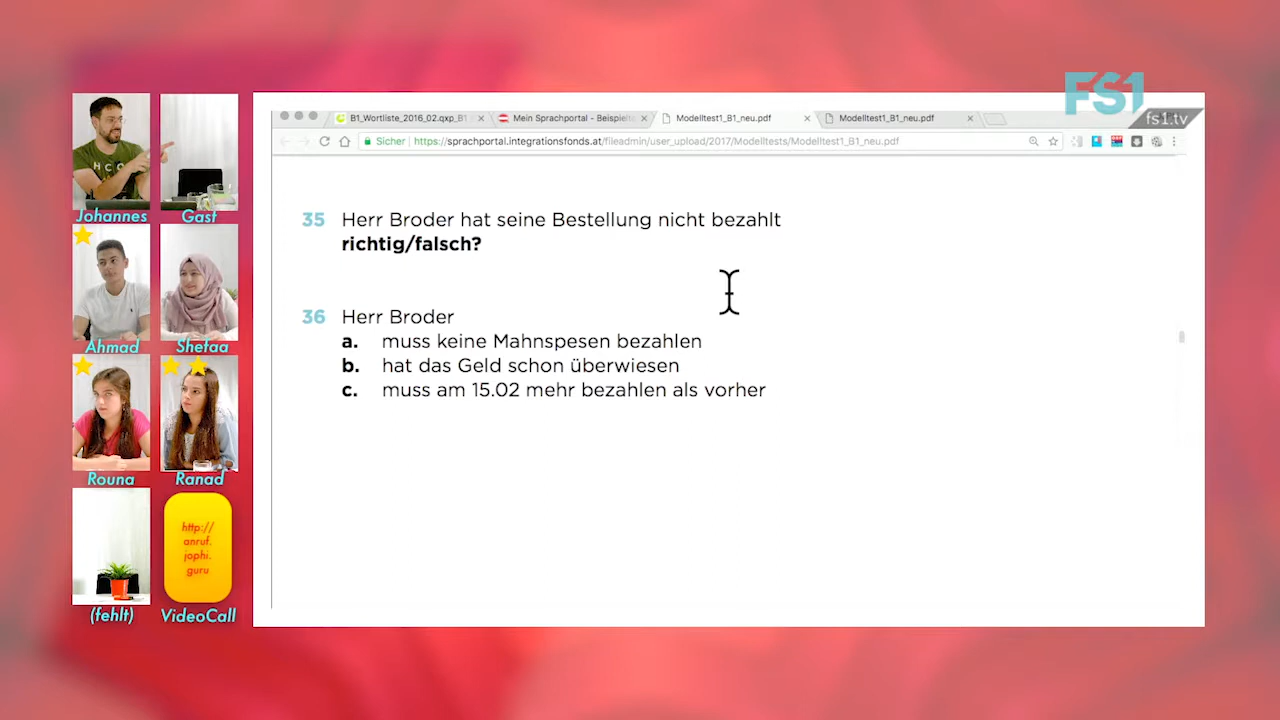 FS1
fs1.tv
B1_Wortliste_2016_02.qxp_B1
Mein Sprachportal - Beispielte
Modelltest1_B1_neu.pdf
Modelltest1_B1_neu.pdf
Sicher
https://sprachportal.integrationsfonds.at/fileadmin/user_upload/2017/Modelltests/Modelltest1_B1_neu.pdf
35 Herr Broder hat seine Bestellung nicht bezahlt
richtig/falsch?
36 Herr Broder
a. muss keine Mahnspesen bezahlen
b. hat das Geld schon überwiesen
c. muss am 15.02 mehr bezahlen als vorher
Johannes
Gast
Ahmad
Shefaa
Rouna
Ranad
(fehlt)
http://
anruf.
jophi.
guru
VideoCall